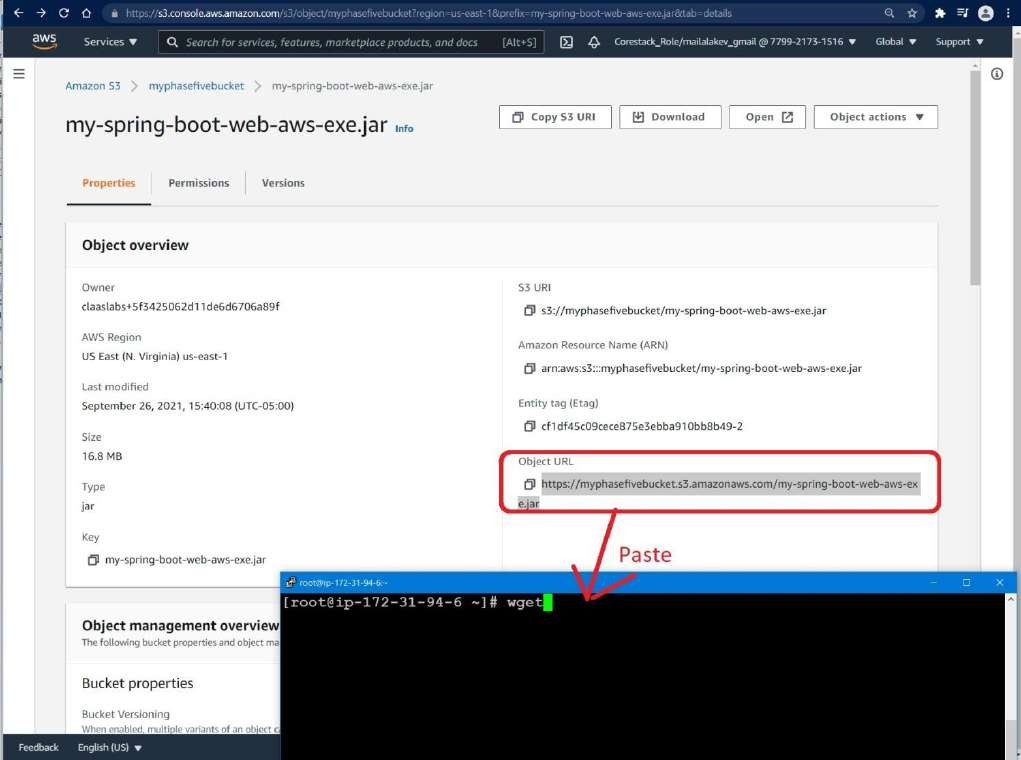 https://s3.console.aws.amazon.com/s3/object/myphasefivebucket?region=us-east-1&prefix=my-spring-boot-web-aws-exe.jar&tab=details
aws Services ▼ Search for services, features, marketplace products, and docs [Alt+S] Corestack_Role/mailalakev_gmail @ 7799-2173-1516 ▼ Global ▼ Support ▼
Amazon S3 > myphasefivebucket > my-spring-boot-web-aws-exe.jar
my-spring-boot-web-aws-exe.jar Info
Copy S3 URI Download Open Object actions ▼
Properties Permissions Versions
Object overview
Owner
claaslabs+5f3425062d11de6d6706a89f
AWS Region
US East (N. Virginia) us-east-1
Last modified
September 26, 2021, 15:40:08 (UTC-05:00)
Size
16.8 MB
Type
jar
Key
my-spring-boot-web-aws-exe.jar
S3 URI
s3://myphasefivebucket/my-spring-boot-web-aws-exe.jar
Amazon Resource Name (ARN)
arn:aws:s3:::myphasefivebucket/my-spring-boot-web-aws-exe.jar
Entity tag (Etag)
cf1df45c09cece875e3ebba910bb8b49-2
Object URL
https://myphasefivebucket.s3.amazonaws.com/my-spring-boot-web-aws-ex
e.jar
Paste
root@ip-172-31-94-6:~
[root@ip-172-31-94-6 ~]# wget
Object management overview
The following bucket properties and object ma
Bucket properties
Bucket Versioning
When enabled, multiple variants of an object c
Feedback English (US) ▼